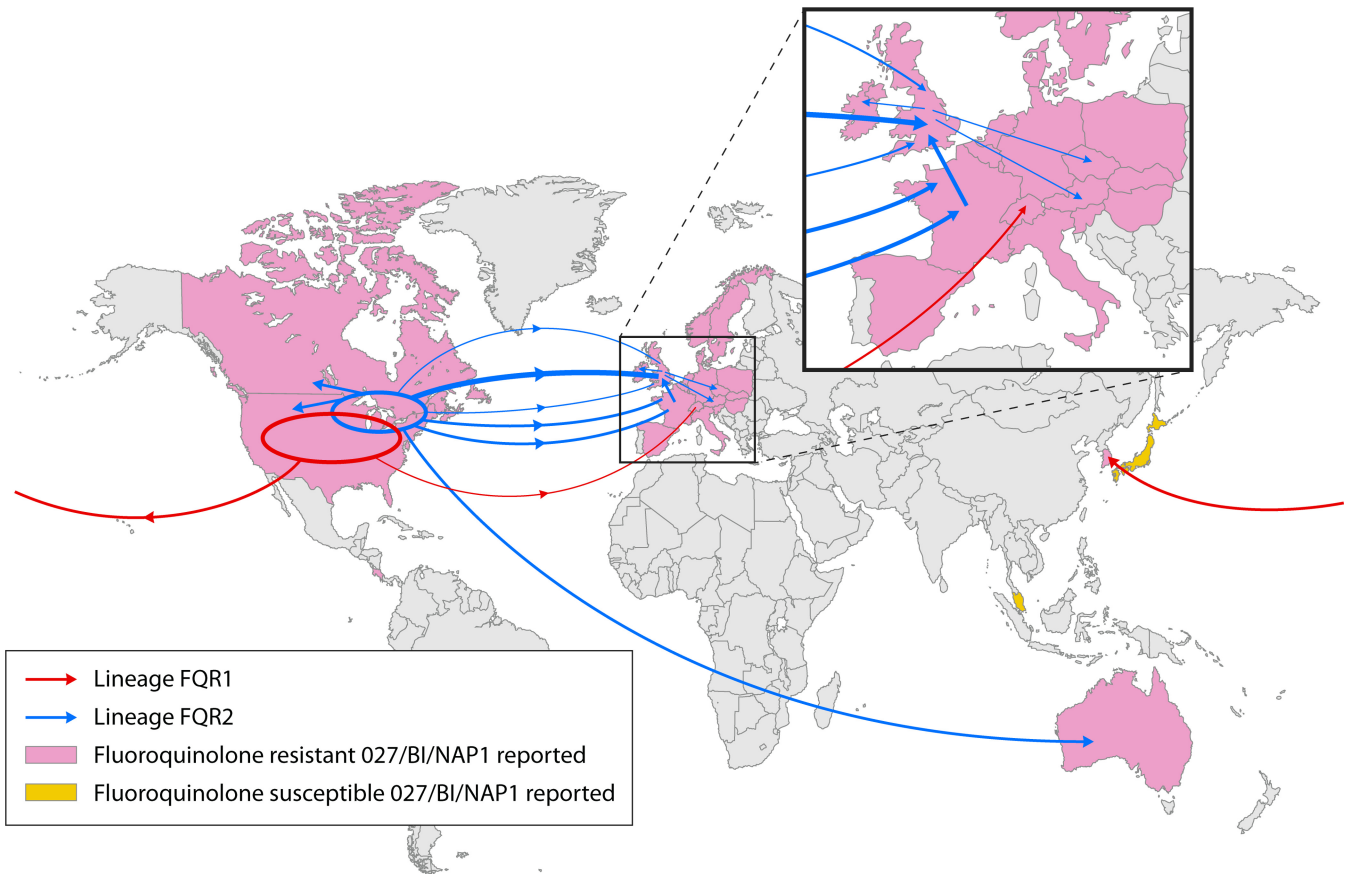 Lineage FQR1
Lineage FQR2
Fluoroquinolone resistant 027/BI/NAP1 reported
Fluoroquinolone susceptible 027/BI/NAP1 reported